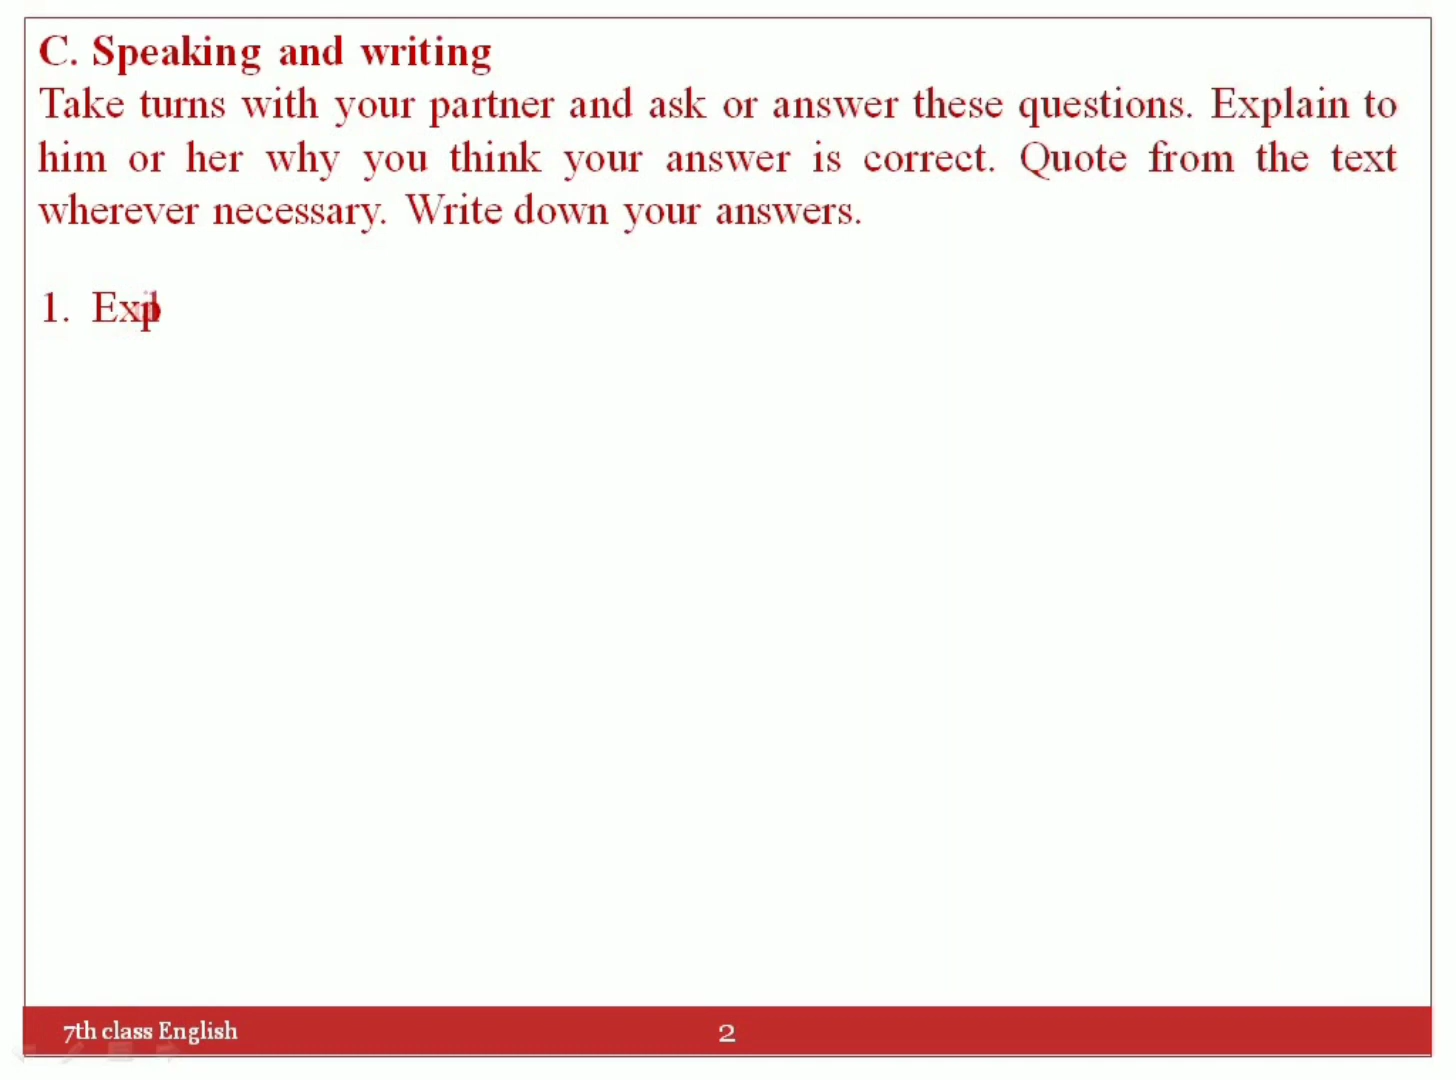 C. Speaking and writing
Take turns with your partner and ask or answer these questions. Explain to
him or her why you think your answer is correct. Quote from the text
wherever necessary. Write down your answers.
1. Exp
7th class English
2